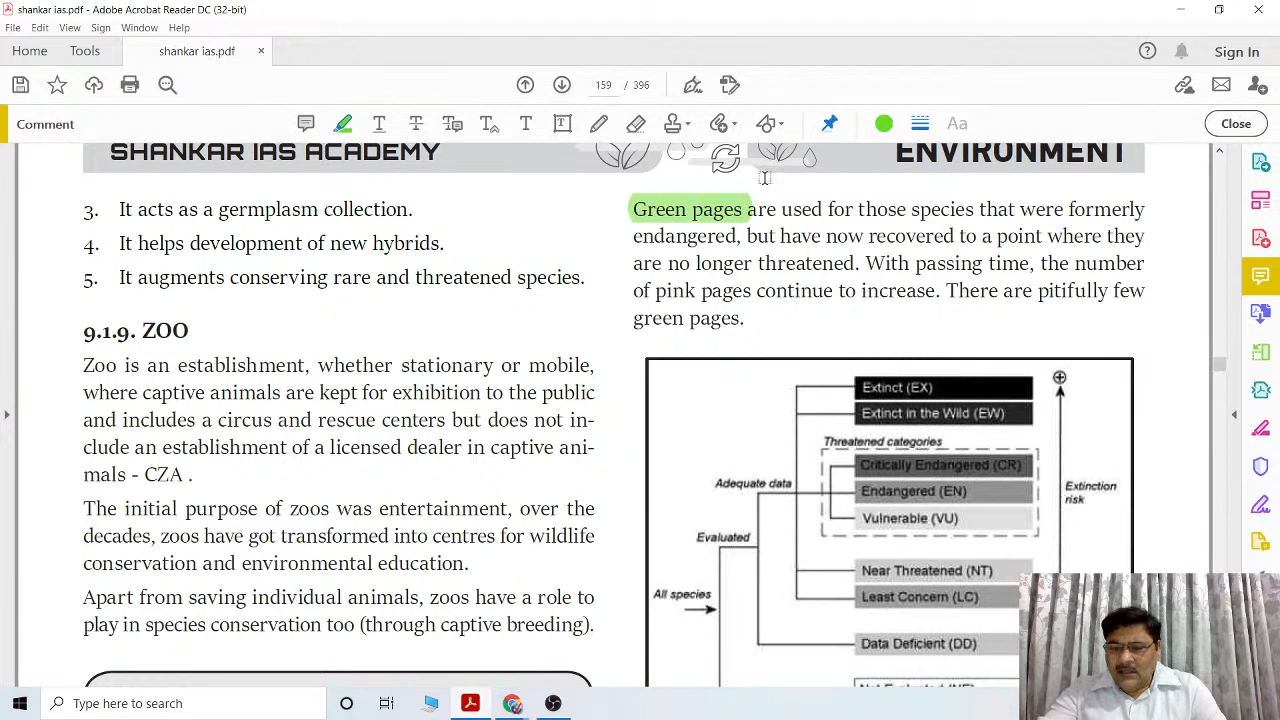 shankar ias.pdf - Adobe Acrobat Reader DC (32-bit)
File Edit View Sign Window Help
Home Tools shankar ias.pdf × Sign In
159 / 396
Comment Aa Close
SHANKAR IAS ACADEMY
3. It acts as a germplasm collection.
4. It helps development of new hybrids.
5. It augments conserving rare and threatened species.
9.1.9. ZOO
Zoo is an establishment, whether stationary or mobile,
where captive animals are kept for exhibition to the public
and includes a circus and rescue centers but does not in-
clude an establishment of a licensed dealer in captive ani-
mals - CZA .
The initial purpose of zoos was entertainment, over the
decades, zoos have got transformed into centres for wildlife
conservation and environmental education.
Apart from saving individual animals, zoos have a role to
play in species conservation too (through captive breeding).
ENVIRONMENT
Green pages are used for those species that were formerly
endangered, but have now recovered to a point where they
are no longer threatened. With passing time, the number
of pink pages continue to increase. There are pitifully few
green pages.
Extinct (EX)
Extinct in the Wild (EW)
Threatened categories
Critically Endangered (CR)
Adequate data
Endangered (EN)
Extinction
risk
Vulnerable (VU)
Evaluated
Near Threatened (NT)
All species
Least Concern (LC)
Data Deficient (DD)
Type here to search